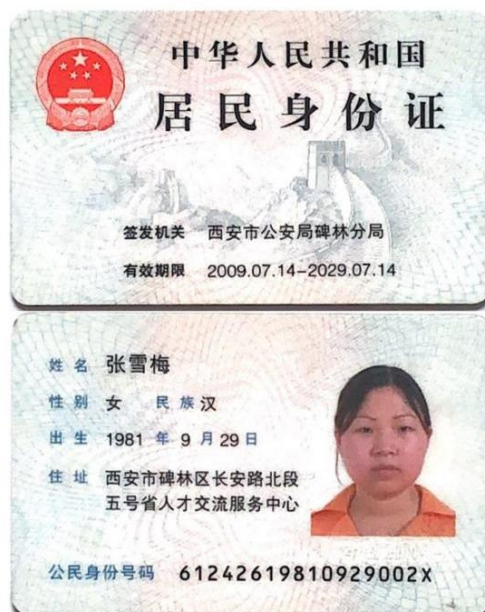 中华人民共和国
居民身份证
签发机关 西安市公安局碑林分局
有效期限 2009.07.14-2029.07.14
姓名 张雪梅
性别 女 民族 汉
出生 1981 年 9 月 29 日
住址 西安市碑林区长安路北段
五号省人才交流服务中心
公民身份号码 61242619810929002X